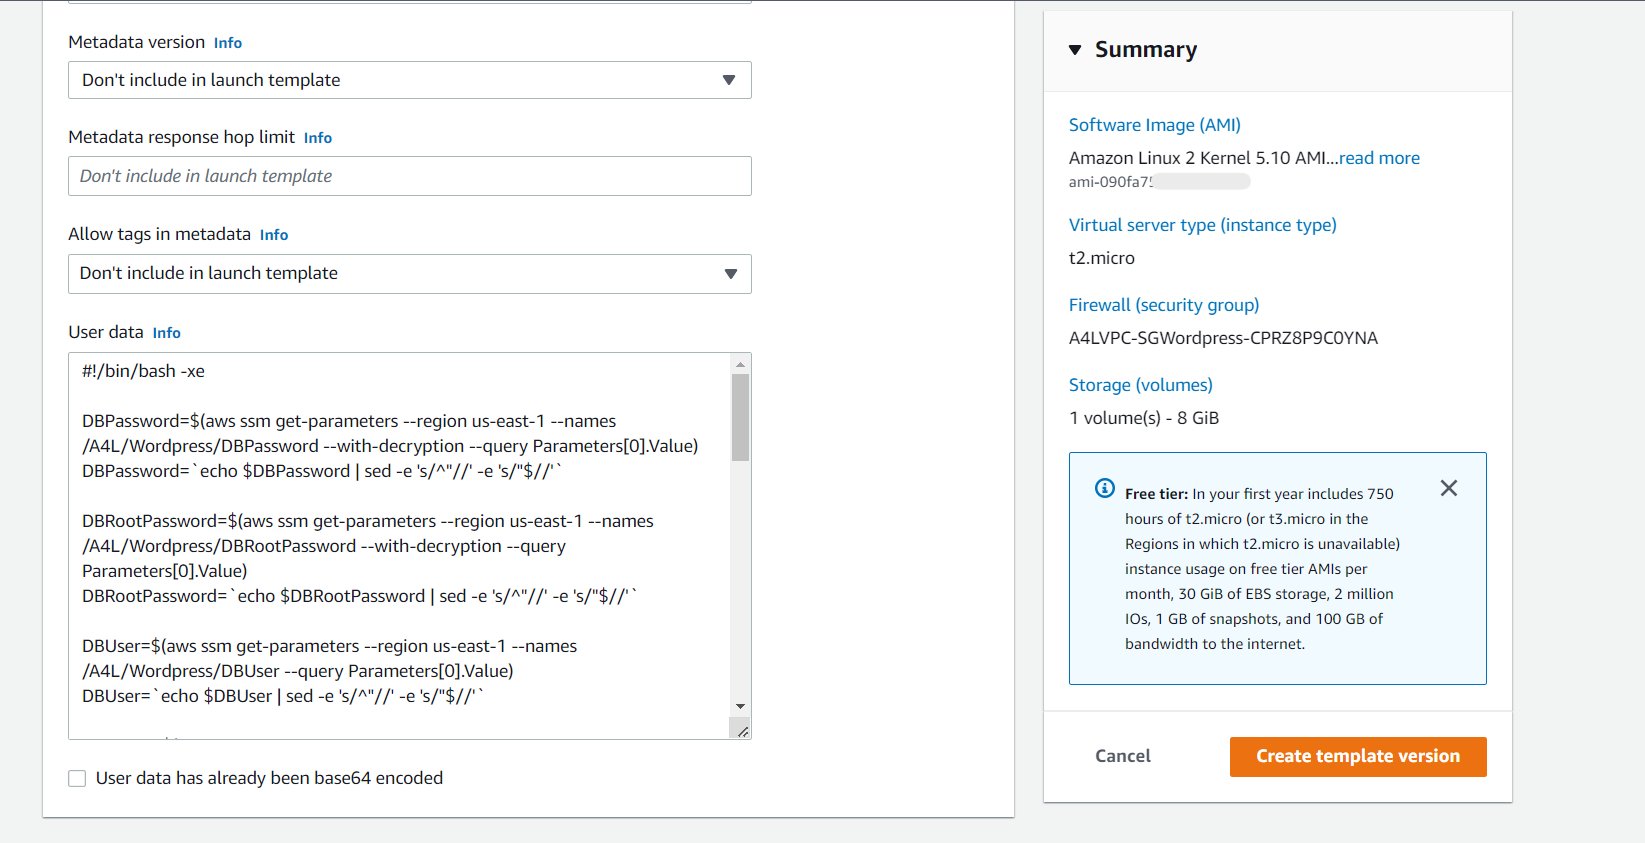 Metadata version Info
Don't include in launch template
Metadata response hop limit Info
Don't include in launch template
Allow tags in metadata Info
Don't include in launch template
User data Info
#!/bin/bash -xe
DBPassword=$(aws ssm get-parameters --region us-east-1 --names
/A4L/Wordpress/DBPassword --with-decryption --query Parameters[0].Value)
DBPassword=`echo $DBPassword | sed -e 's/^"//' -e 's/"$//'`
DBRootPassword=$(aws ssm get-parameters --region us-east-1 --names
/A4L/Wordpress/DBRootPassword --with-decryption --query
Parameters[0].Value)
DBRootPassword=`echo $DBRootPassword | sed -e 's/^"//' -e 's/"$//'`
DBUser=$(aws ssm get-parameters --region us-east-1 --names
/A4L/Wordpress/DBUser --query Parameters[0].Value)
DBUser=`echo $DBUser | sed -e 's/^"//' -e 's/"$//'`
User data has already been base64 encoded
Summary
Software Image (AMI)
Amazon Linux 2 Kernel 5.10 AMI...read more
ami-090fa75
Virtual server type (instance type)
t2.micro
Firewall (security group)
A4LVPC-SGWordpress-CPRZ8P9C0YNA
Storage (volumes)
1 volume(s) - 8 GiB
Free tier: In your first year includes 750
hours of t2.micro (or t3.micro in the
Regions in which t2.micro is unavailable)
instance usage on free tier AMIs per
month, 30 GiB of EBS storage, 2 million
IOs, 1 GB of snapshots, and 100 GB of
bandwidth to the internet.
Cancel
Create template version